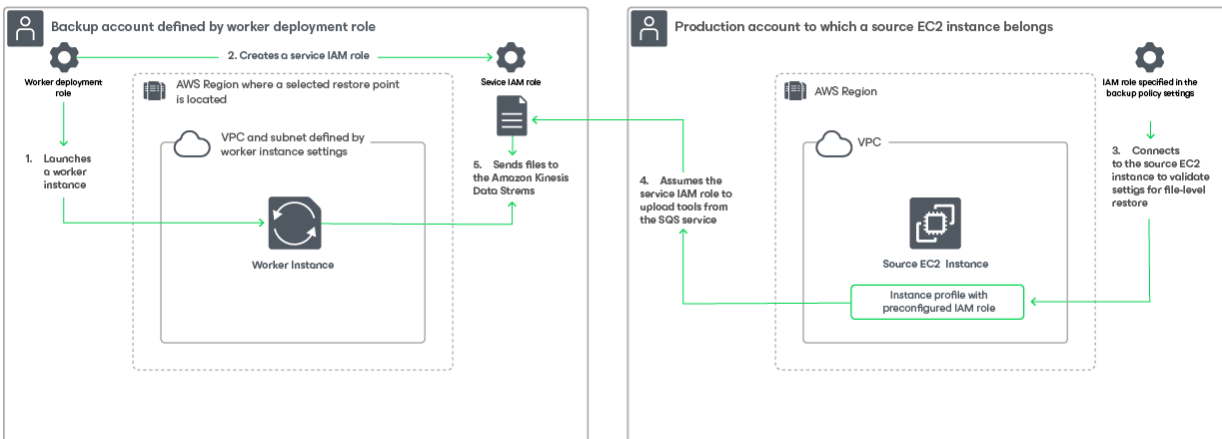 Backup account defined by worker deployment role
2. Creates a service IAM role
Worker deployment
role
Sevice IAM role
AWS Region where a selected restore point
is located
VPC and subnet defined by
worker instance settings
1. Launches
a worker
instance
5. Sends files to
the Amazon Kinesis
Data Strems
Worker Instance
Production account to which a source EC2 instance belongs
IAM role specified in the
backup policy settings
AWS Region
VPC
3. Connects
to the source EC2
instance to validate
settigs for file-level
restore
4. Assumes the
service IAM role to
upload tools from
the SQS service
Source EC2 Instance
Instance profile with
preconfigured IAM role